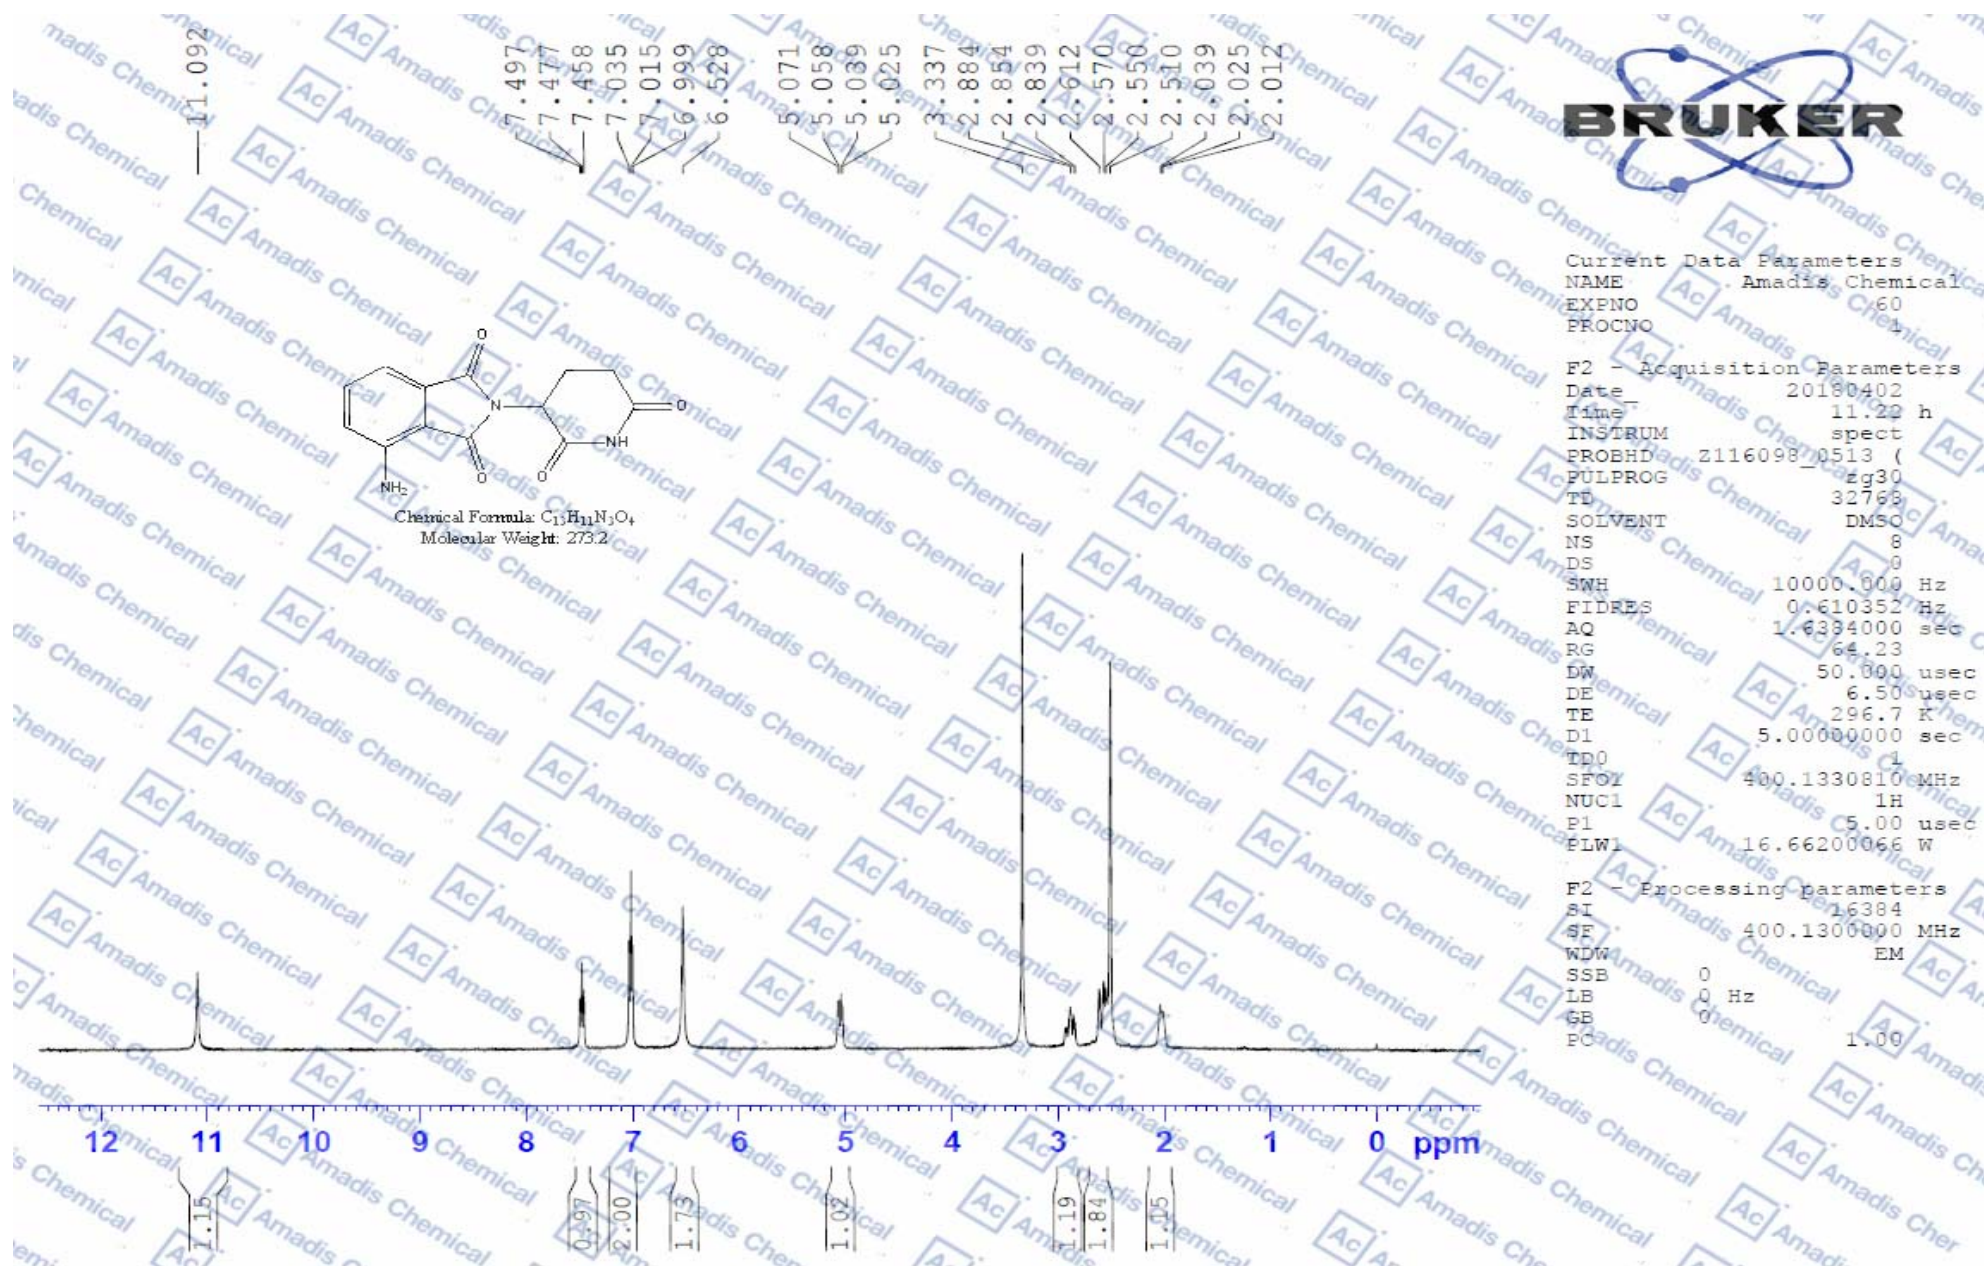 11.092
7.497
7.477
7.458
7.035
7.015
6.999
6.528
5.071
5.058
5.039
5.025
3.337
2.884
2.854
2.839
2.612
2.570
2.550
2.510
2.039
2.025
2.012
BRUKER
Current Data Parameters
NAME Amadis Chemical
EXPNO 60
PROCNO 1
F2 - Acquisition Parameters
Date_ 20180402
Time 11.22 h
INSTRUM spect
PROBHD Z116098_0513 (
PULPROG zg30
TD 32768
SOLVENT DMSO
NS 8
DS 0
SWH 10000.000 Hz
FIDRES 0.610352 Hz
AQ 1.6384000 sec
RG 64.23
DW 50.000 usec
DE 6.50 usec
TE 296.7 K
D1 5.00000000 sec
TD0 1
SFO1 400.1330810 MHz
NUC1 1H
P1 5.00 usec
PLW1 16.66200066 W
F2 - Processing parameters
SI 16384
SF 400.1300000 MHz
WDW EM
SSB 0
LB 0 Hz
GB 0
PC 1.00
O
N
O
NH
O
O
NH2
Chemical Formula: C13H11N3O4
Molecular Weight: 273.2
12 11 10 9 8 7 6 5 4 3 2 1 0 ppm
1.15
0.97
2.00
1.73
1.02
1.19
1.84
1.15
Ac Amadis Chemical